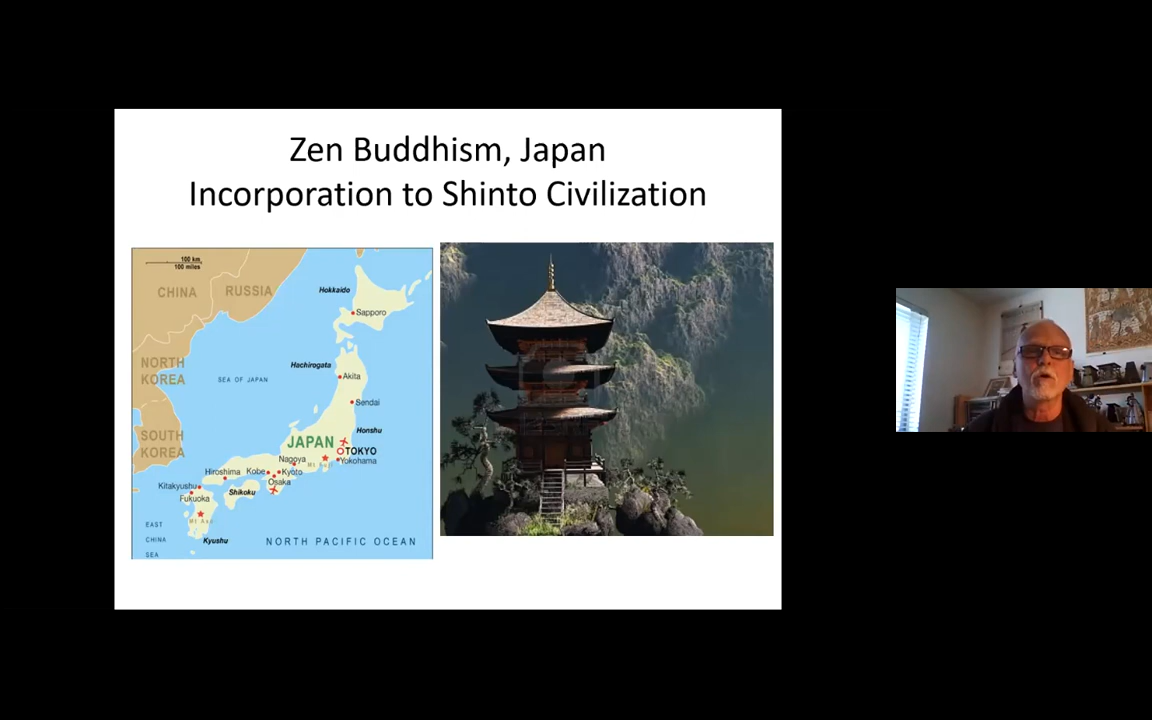 Zen Buddhism, Japan
Incorporation to Shinto Civilization
100 km
100 miles
CHINA
RUSSIA
Hokkaido
Sapporo
NORTH
KOREA
SEA OF JAPAN
Hachirogata
Akita
Sendai
SOUTH
KOREA
Honshu
JAPAN
TOKYO
Yokohama
Nagoya
Mt Fuji
Hiroshima
Kobe
Kyoto
Osaka
Kitakyushu
Shikoku
Fukuoka
EAST
CHINA
SEA
Kyushu
NORTH PACIFIC OCEAN